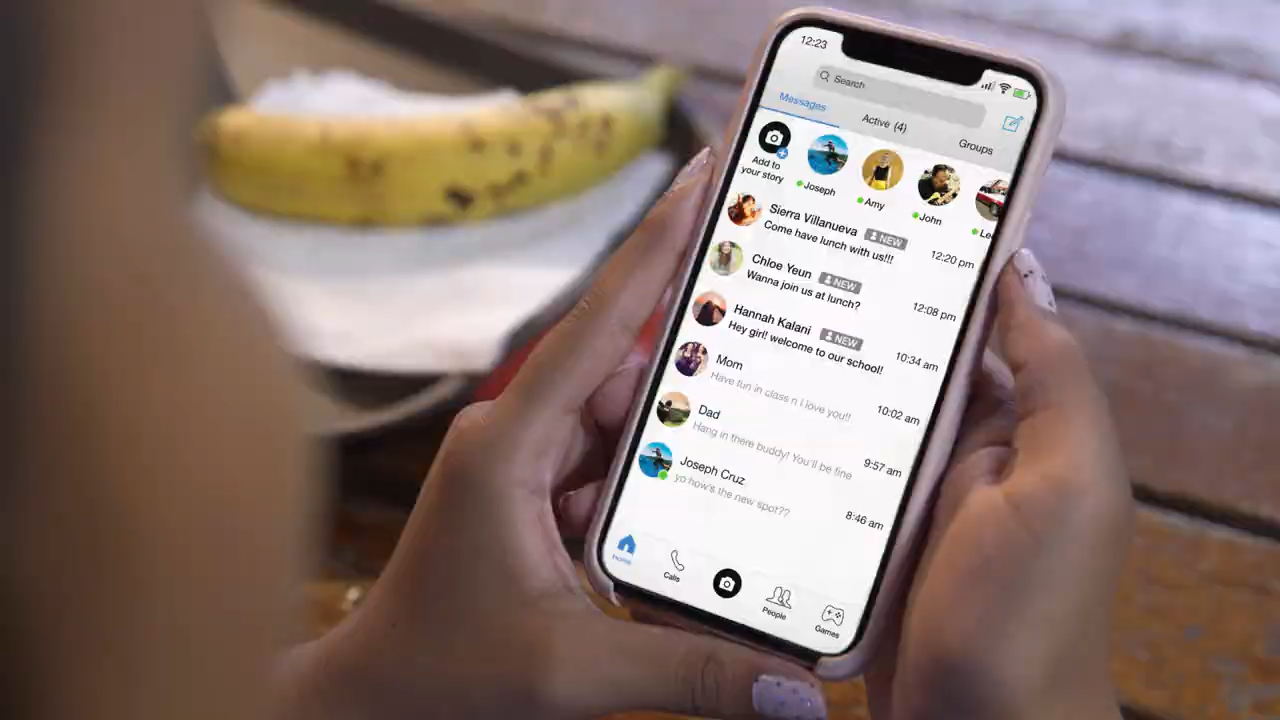 12:23
Search
Messages
Active (4)
Groups
Add to
your story
Joseph
Amy
John
Sierra Villanueva NEW
Come have lunch with us!!!
12:20 pm
Chloe Yeun NEW
Wanna join us at lunch?
12:08 pm
Hannah Kalani NEW
Hey girl! welcome to our school!
10:34 am
Mom
Have fun in class n I love you!!
10:02 am
Dad
Hang in there buddy! You'll be fine
9:57 am
Joseph Cruz
yo how's the new spot??
8:46 am
Home
Calls
People
Games